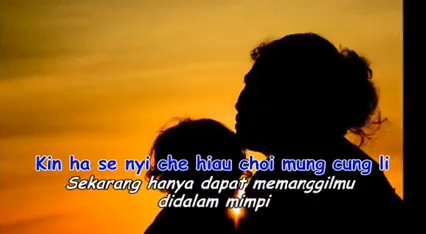 Kin ha se nyi che hiau choi mung cung li
Sekarang hanya dapat memanggilmu
didalam mimpi